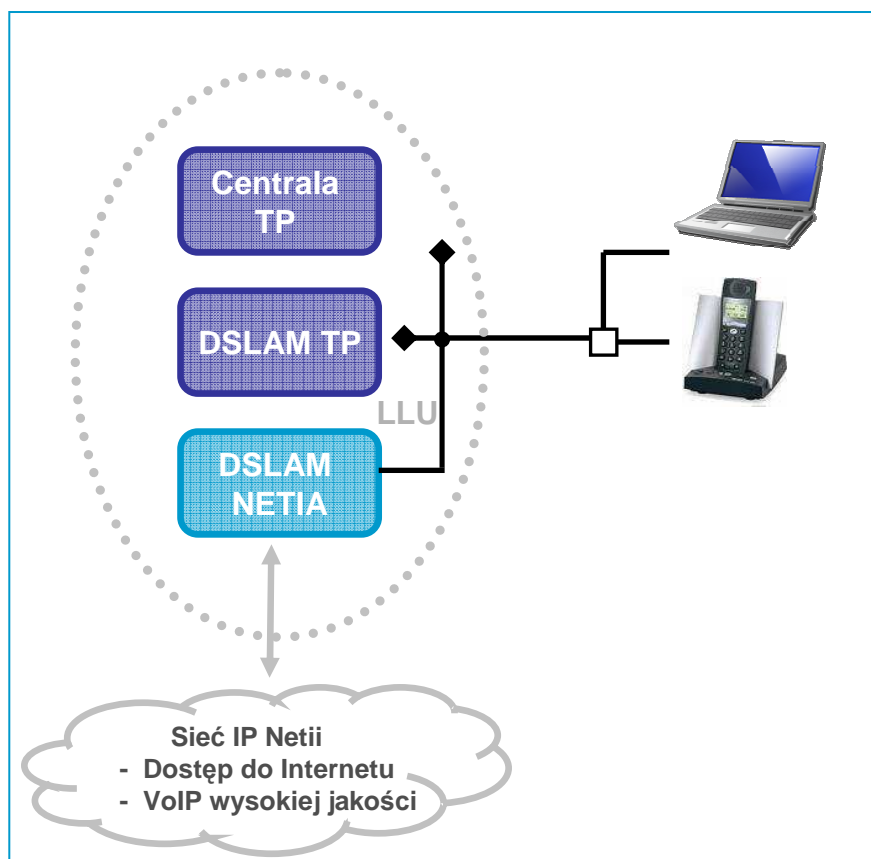 Centrala
TP
DSLAM TP
LLU
DSLAM
NETIA
Sieć IP Netii
- Dostęp do Internetu
- VoIP wysokiej jakości